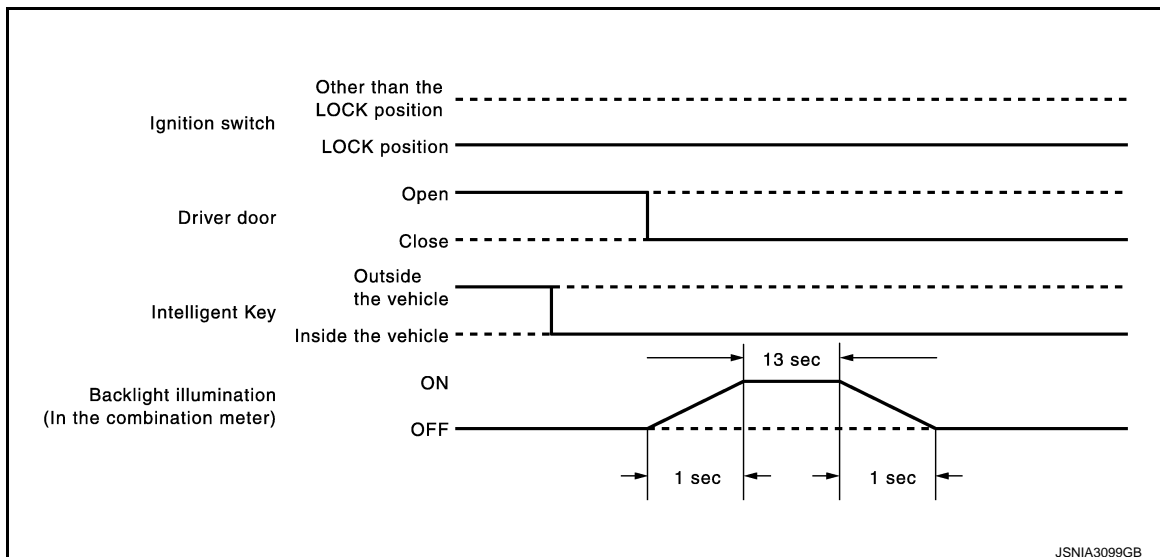 Other than the
LOCK position
Ignition switch
LOCK position
Open
Driver door
Close
Outside
the vehicle
Intelligent Key
Inside the vehicle
13 sec
ON
Backlight illumination
(In the combination meter)
OFF
1 sec
1 sec
JSNIA3099GB